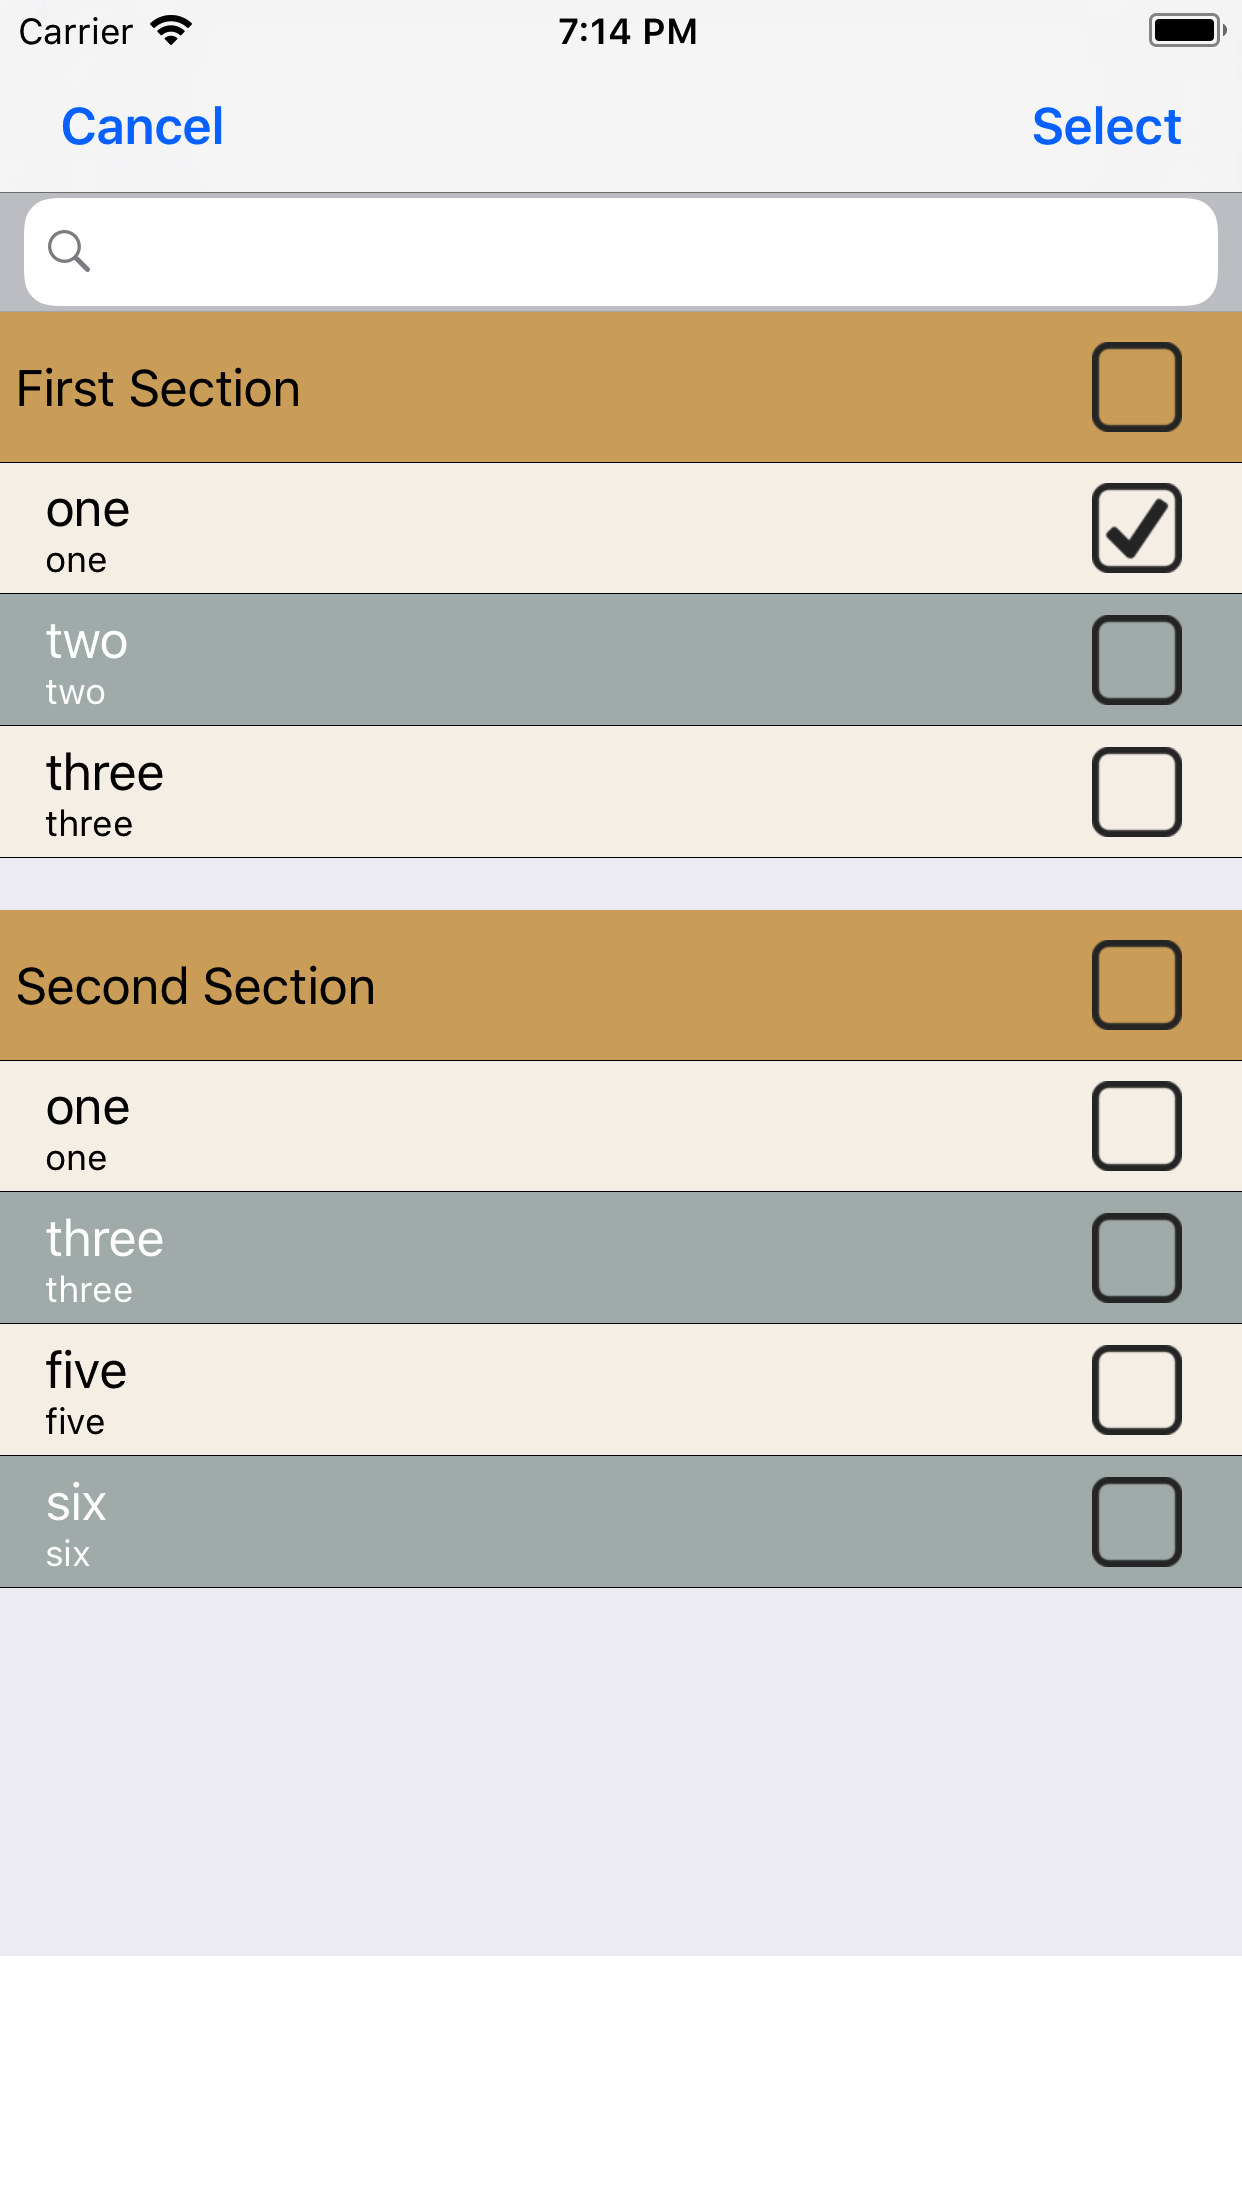 Carrier 7:14 PM
Cancel Select
First Section
one
one
two
two
three
three
Second Section
one
one
three
three
five
five
six
six